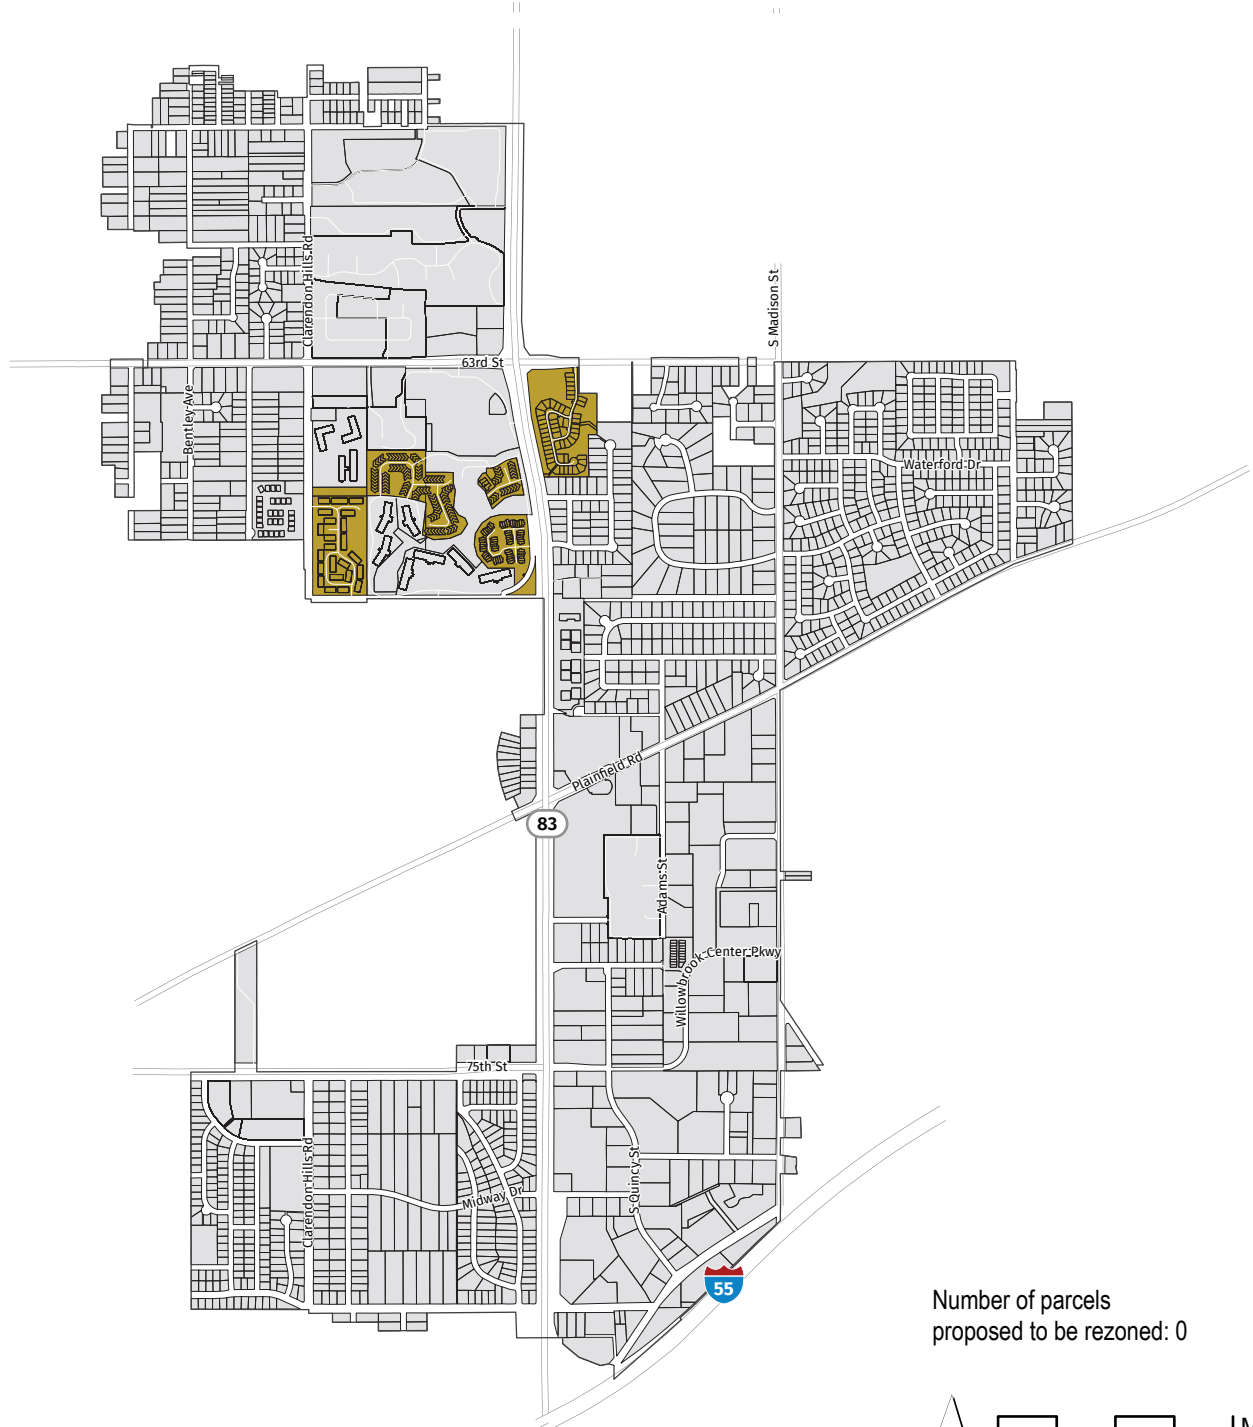 Clarendon Hills Rd
S Madison St
63rd St
Bentley Ave
Waterford Dr
Plainfield Rd
83
Adams St
Willowbrook Center Pkwy
75th St
Clarendon Hills Rd
Midway Dr
S Quincy St
55
Number of parcels
proposed to be rezoned: 0